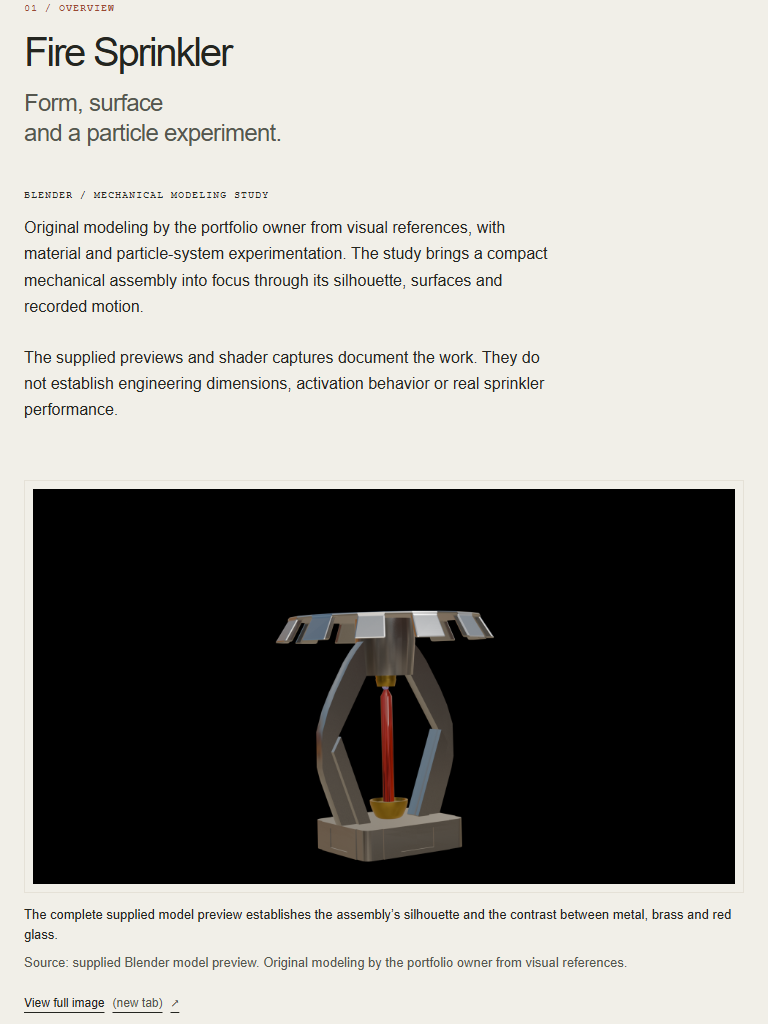 01 / OVERVIEW
Fire Sprinkler
Form, surface
and a particle experiment.
BLENDER / MECHANICAL MODELING STUDY
Original modeling by the portfolio owner from visual references, with
material and particle-system experimentation. The study brings a compact
mechanical assembly into focus through its silhouette, surfaces and
recorded motion.
The supplied previews and shader captures document the work. They do
not establish engineering dimensions, activation behavior or real sprinkler
performance.
The complete supplied model preview establishes the assembly’s silhouette and the contrast between metal, brass and red
glass.
Source: supplied Blender model preview. Original modeling by the portfolio owner from visual references.
View full image (new tab) ↗